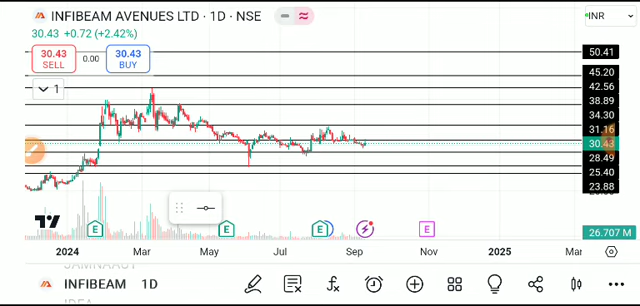 INFIBEAM AVENUES LTD · 1D · NSE
INR
30.43 +0.72 (+2.42%)
30.43 SELL
0.00
30.43 BUY
1
50.41
45.20
42.56
38.89
34.30
31.16
30.43
28.49
25.40
23.88
26.707 M
E E E E
2024 Mar May Jul Sep Nov 2025 Mar
INFIBEAM 1D